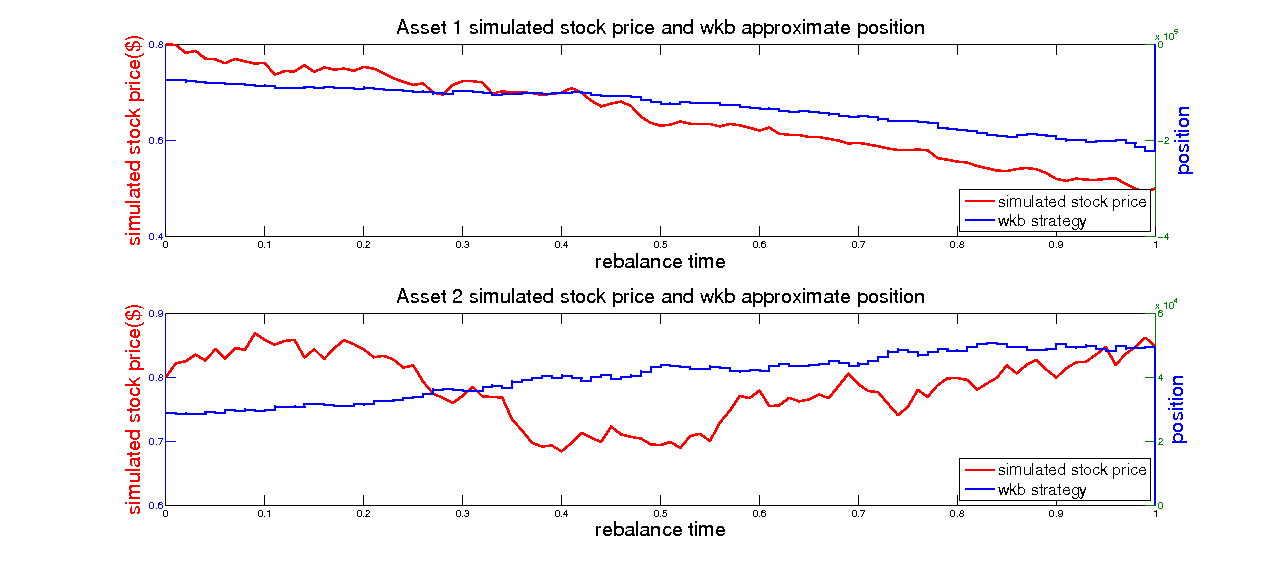 Asset 1 simulated stock price and wkb approximate position
x 10^5
simulated stock price($)
0.8
0.6
0.4
0
-2
-4
position
simulated stock price
wkb strategy
0 0.1 0.2 0.3 0.4 0.5 0.6 0.7 0.8 0.9 1
rebalance time
Asset 2 simulated stock price and wkb approximate position
x 10^4
simulated stock price($)
0.9
0.8
0.7
0.6
6
4
2
0
position
simulated stock price
wkb strategy
0 0.1 0.2 0.3 0.4 0.5 0.6 0.7 0.8 0.9 1
rebalance time